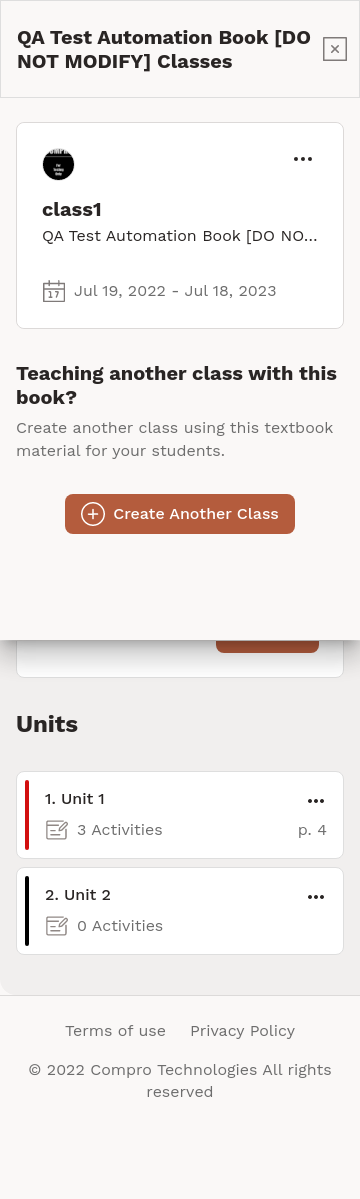 QA Test Automation Book [DO
NOT MODIFY] Classes
class1
QA Test Automation Book [DO NO...
17
Jul 19, 2022 - Jul 18, 2023
Teaching another class with this
book?
Create another class using this textbook
material for your students.
Create Another Class
Units
1. Unit 1
3 Activities
p. 4
2. Unit 2
0 Activities
Terms of use
Privacy Policy
© 2022 Compro Technologies All rights
reserved